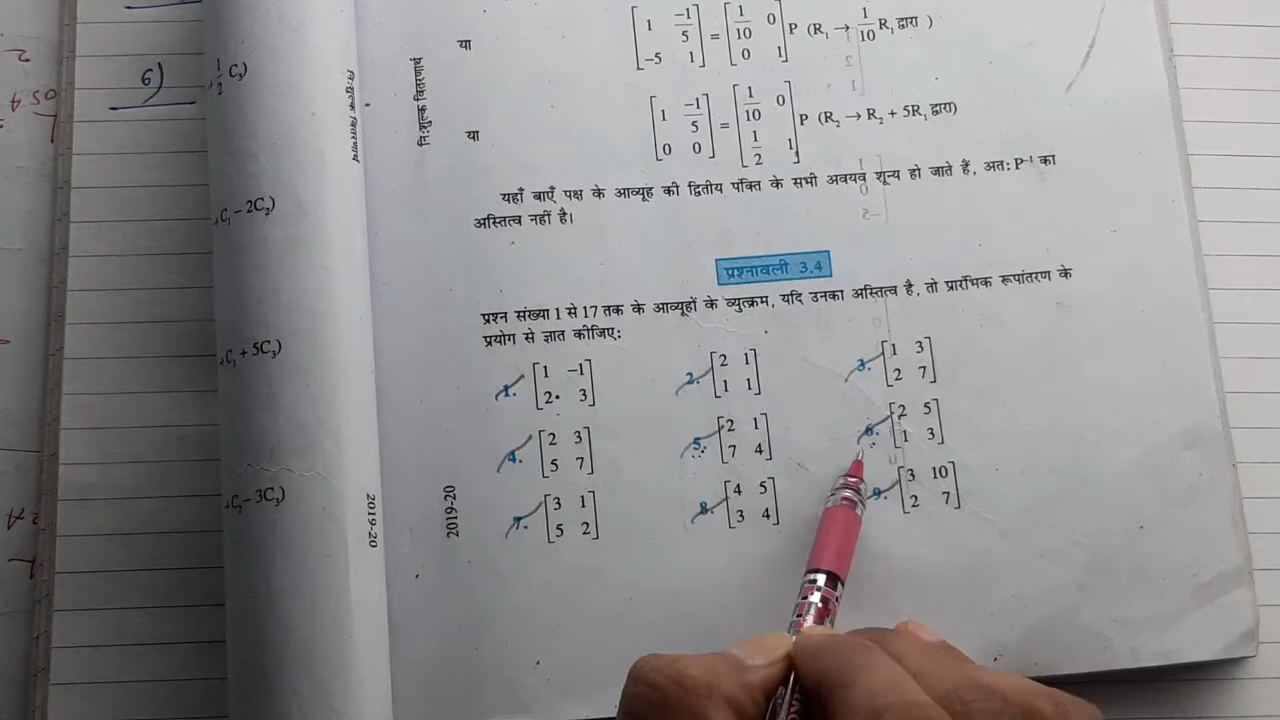 6)
1/2 C₃)
C₁ – 2C₂)
C₁ + 5C₃)
– 3C₃)
नि:शुल्क वितरणार्थ
2019-20
नि:शुल्क वितरणार्थ
या [1 -1/5; -5 1] = [1/10 0; 0 1] P (R₁ → 1/10 R₁ द्वारा )
या [1 -1/5; 0 0] = [1/10 0; 1/2 1] P (R₂ → R₂ + 5R₁ द्वारा)
यहाँ बाएँ पक्ष के आव्यूह की द्वितीय पंक्ति के सभी अवयव शून्य हो जाते हैं, अत: P⁻¹ का
अस्तित्व नहीं है।
प्रश्नावली 3.4
प्रश्न संख्या 1 से 17 तक के आव्यूहों के व्युत्क्रम, यदि उनका अस्तित्व है, तो प्रारंभिक रूपांतरण के
प्रयोग से ज्ञात कीजिए:
1. [1 –1; 2 3] 2. [2 1; 1 1] 3. [1 3; 2 7]
4. [2 3; 5 7] 5. [2 1; 7 4] 6. [2 5; 1 3]
7. [3 1; 5 2] 8. [4 5; 3 4] 9. [3 10; 2 7]
2019-20